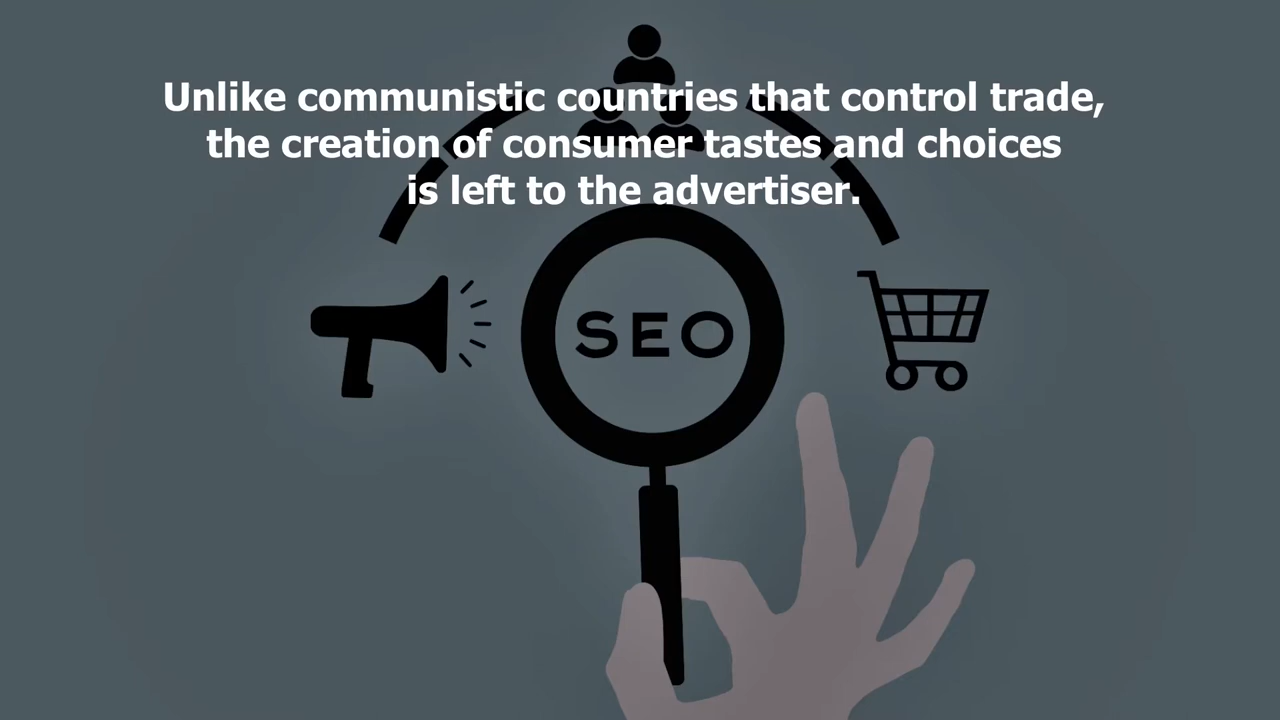 Unlike communistic countries that control trade,
the creation of consumer tastes and choices
is left to the advertiser.
SEO